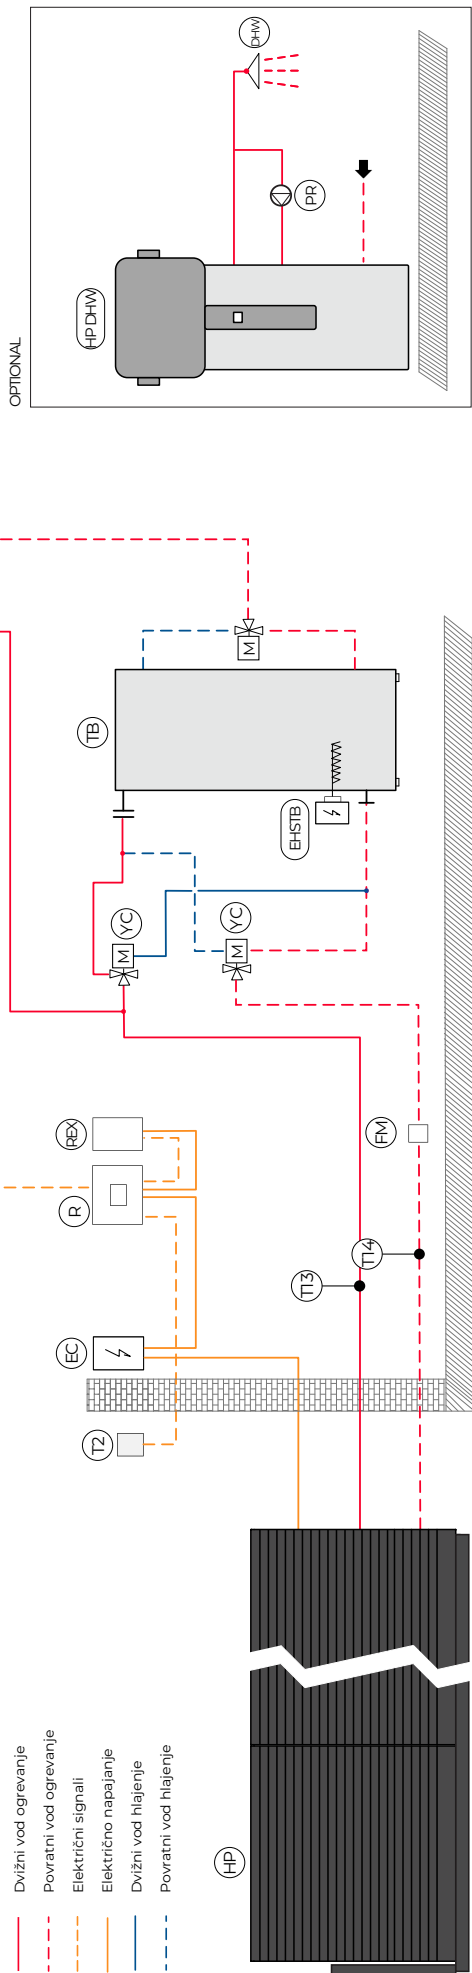 OPTIONAL
DHW
PR
HP DHW
TB
M
EHSTB
YC
M
YC
M
REX
R
FM
T14
T13
EC
T2
HP
Dvižni vod ogrevanje
Povratni vod ogrevanje
Električni signali
Električno napajanje
Dvižni vod hlajenje
Povratni vod hlajenje